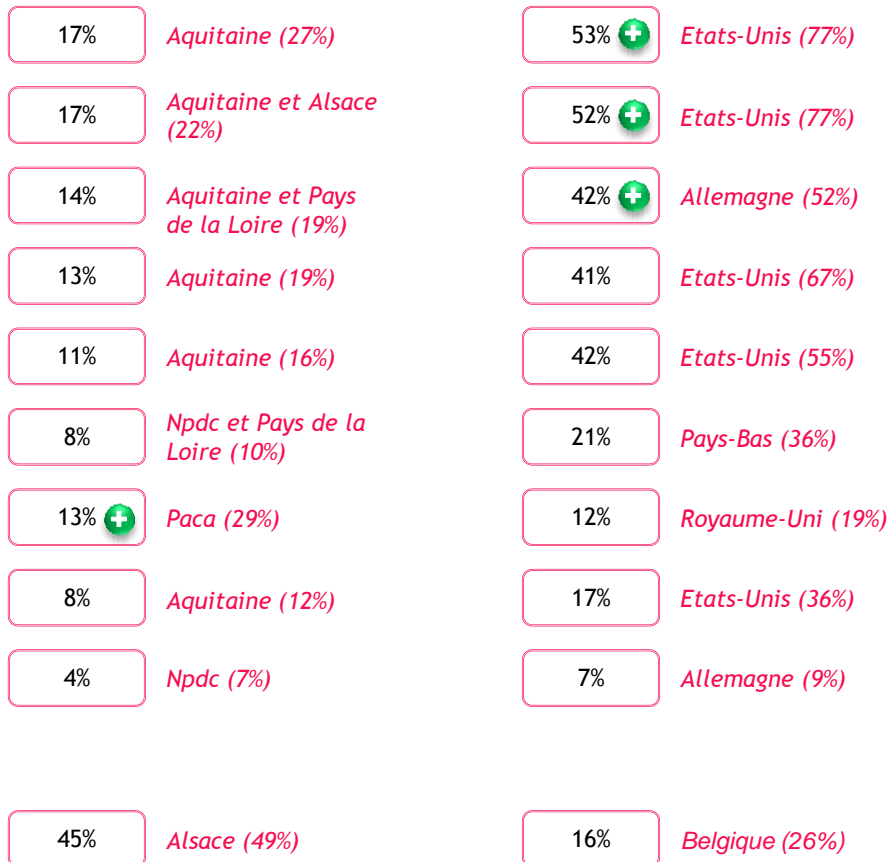 17% Aquitaine (27%) 53% Etats-Unis (77%)
17% Aquitaine et Alsace
(22%) 52% Etats-Unis (77%)
14% Aquitaine et Pays
de la Loire (19%) 42% Allemagne (52%)
13% Aquitaine (19%) 41% Etats-Unis (67%)
11% Aquitaine (16%) 42% Etats-Unis (55%)
8% Npdc et Pays de la
Loire (10%) 21% Pays-Bas (36%)
13% Paca (29%) 12% Royaume-Uni (19%)
8% Aquitaine (12%) 17% Etats-Unis (36%)
4% Npdc (7%) 7% Allemagne (9%)
45% Alsace (49%) 16% Belgique (26%)